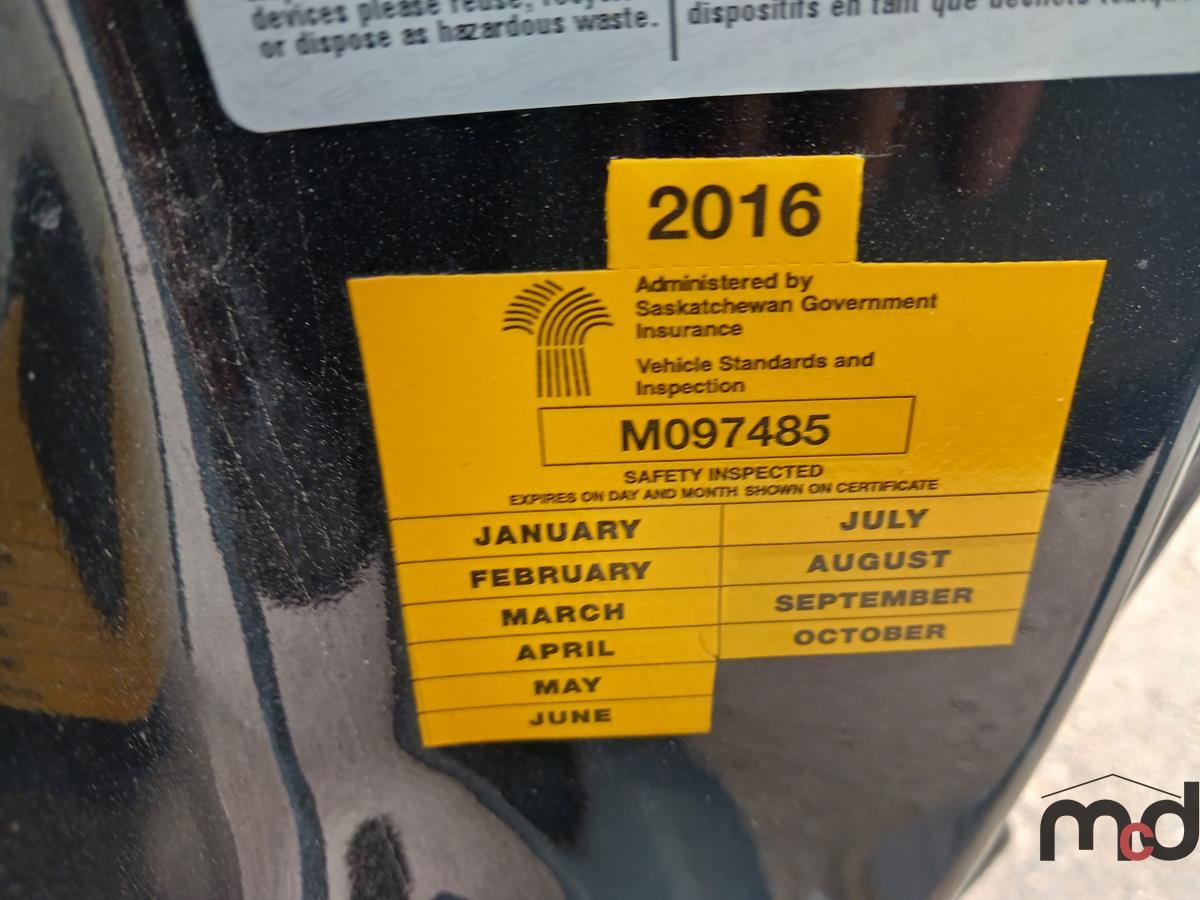 devices please reuse,
or dispose as hazardous waste.
dispositifs en tant que
2016
Administered by
Saskatchewan Government
Insurance
Vehicle Standards and
Inspection
M097485
SAFETY INSPECTED
EXPIRES ON DAY AND MONTH SHOWN ON CERTIFICATE
JANUARY
FEBRUARY
MARCH
APRIL
MAY
JUNE
JULY
AUGUST
SEPTEMBER
OCTOBER
mcd